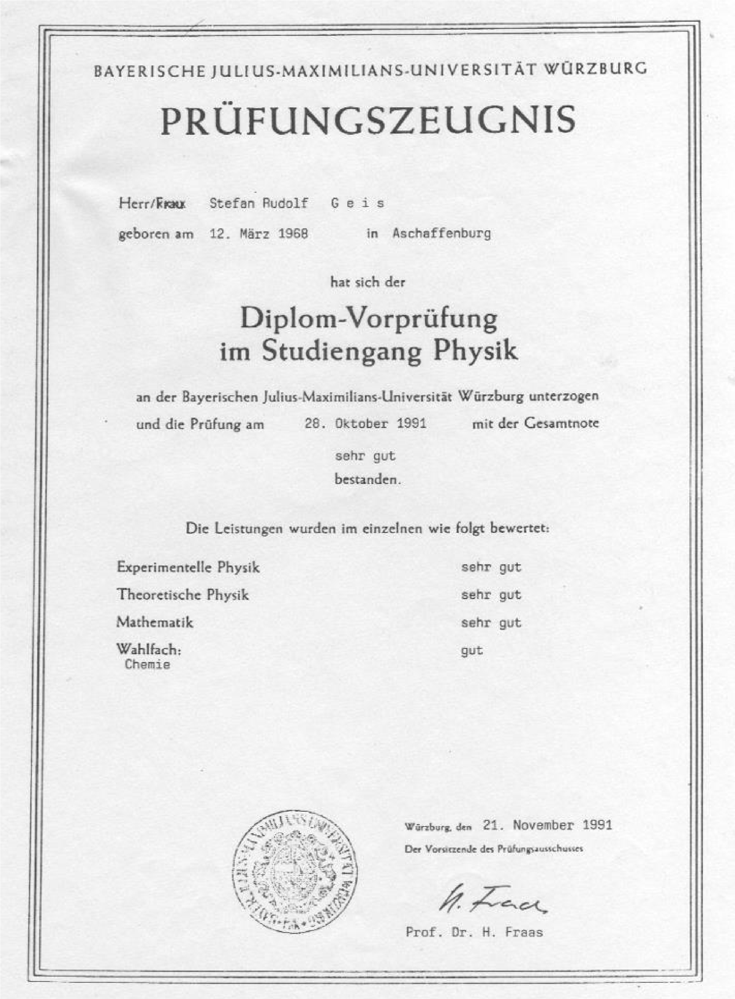 BAYERISCHE JULIUS-MAXIMILIANS-UNIVERSITÄT WÜRZBURG
PRÜFUNGSZEUGNIS
Herr/Frau Stefan Rudolf G e i s
geboren am 12. März 1968 in Aschaffenburg
hat sich der
Diplom-Vorprüfung
im Studiengang Physik
an der Bayerischen Julius-Maximilians-Universität Würzburg unterzogen
und die Prüfung am 28. Oktober 1991 mit der Gesamtnote
sehr gut
bestanden.
Die Leistungen wurden im einzelnen wie folgt bewertet:
Experimentelle Physik sehr gut
Theoretische Physik sehr gut
Mathematik sehr gut
Wahlfach: gut
Chemie
Würzburg, den 21. November 1991
Der Vorsitzende des Prüfungsausschusses
H. Fraas
Prof. Dr. H. Fraas